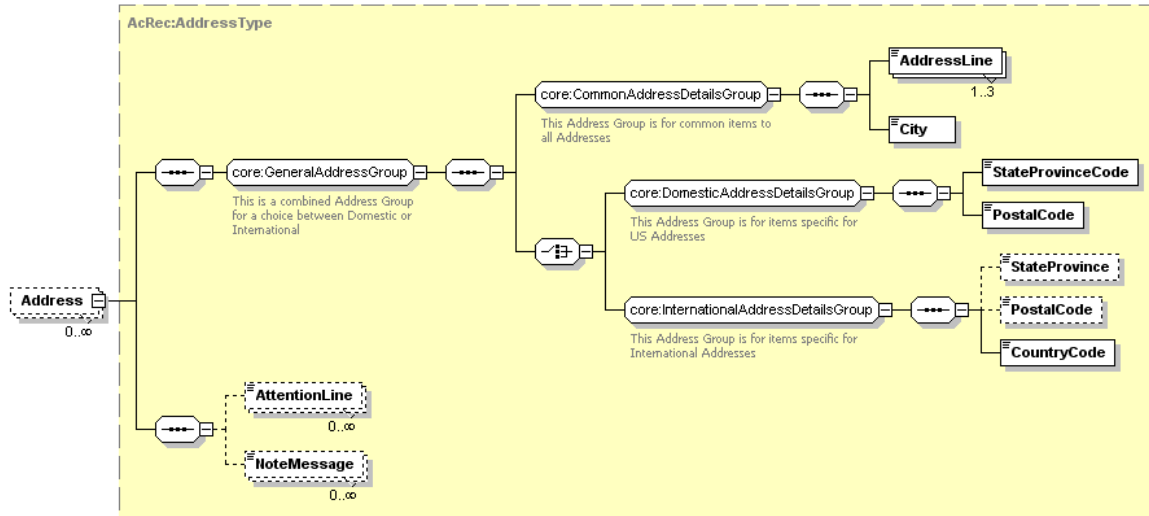 AcRec:AddressType
AddressLine
1..3
core:CommonAddressDetailsGroup
This Address Group is for common items to
all Addresses
City
core:GeneralAddressGroup
This is a combined Address Group
for a choice between Domestic or
International
StateProvinceCode
core:DomesticAddressDetailsGroup
This Address Group is for items specific for
US Addresses
PostalCode
StateProvince
core:InternationalAddressDetailsGroup
This Address Group is for items specific for
International Addresses
PostalCode
CountryCode
Address
0..∞
AttentionLine
0..∞
NoteMessage
0..∞